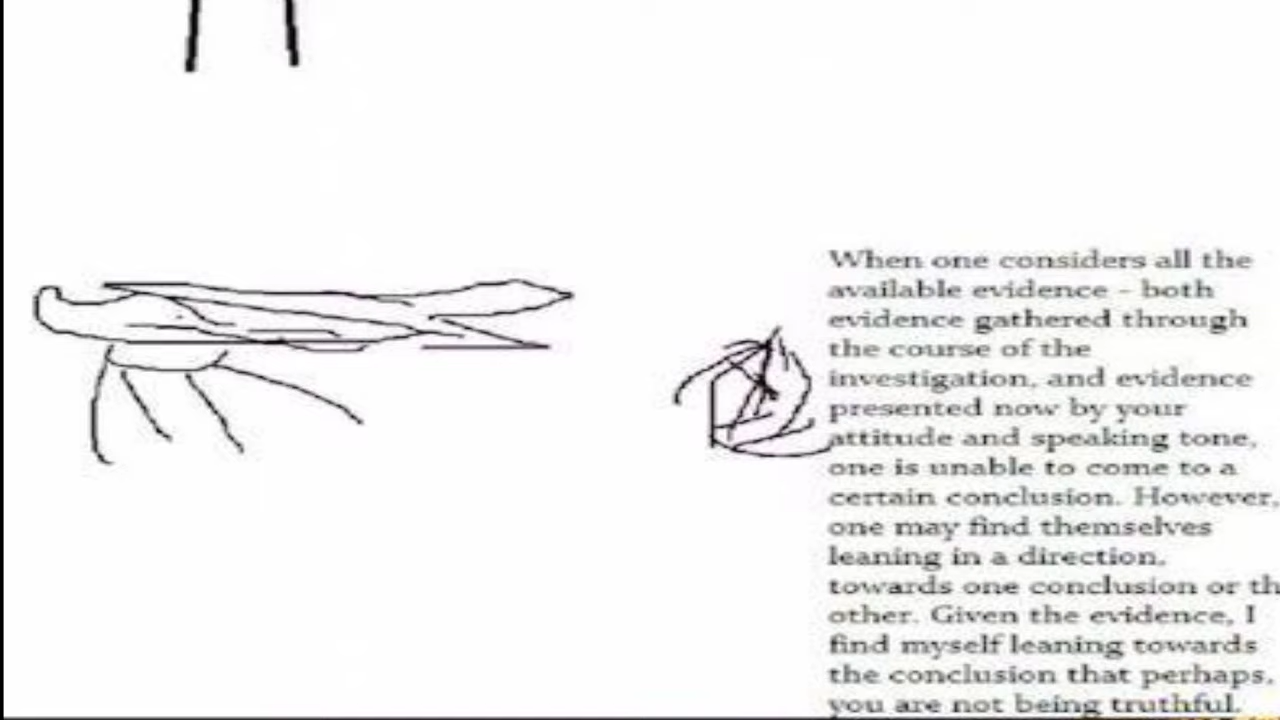 When one considers all the
available evidence - both
evidence gathered through
the course of the
investigation, and evidence
presented now by your
attitude and speaking tone,
one is unable to come to a
certain conclusion. However,
one may find themselves
leaning in a direction,
towards one conclusion or th
other. Given the evidence, I
find myself leaning towards
the conclusion that perhaps,
you are not being truthful.